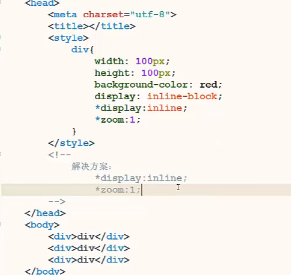 <head>
<meta charset="utf-8">
<title></title>
<style>
div{
width: 100px;
height: 100px;
background-color: red;
display: inline-block;
*display:inline;
*zoom:1;
}
</style>
<!--
解决方案:
*display:inline;
*zoom:1;
-->
</head>
<body>
<div>div</div>
<div>div</div>
<div>div</div>
</body>